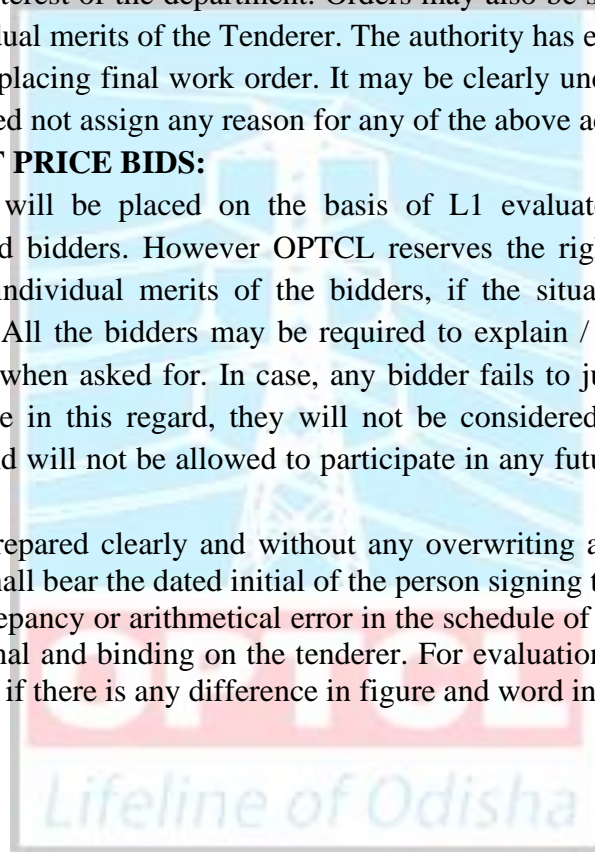 terest of the department. Orders may also be s
dual merits of the Tenderer. The authority has e
placing final work order. It may be clearly un
ed not assign any reason for any of the above a
PRICE BIDS:
will be placed on the basis of L1 evaluat
d bidders. However OPTCL reserves the rig
individual merits of the bidders, if the situa
All the bidders may be required to explain /
when asked for. In case, any bidder fails to ju
e in this regard, they will not be considered
d will not be allowed to participate in any futu
repared clearly and without any overwriting a
all bear the dated initial of the person signing t
epancy or arithmetical error in the schedule of
nal and binding on the tenderer. For evaluation
if there is any difference in figure and word in
OPTCL
Lifeline of Odisha